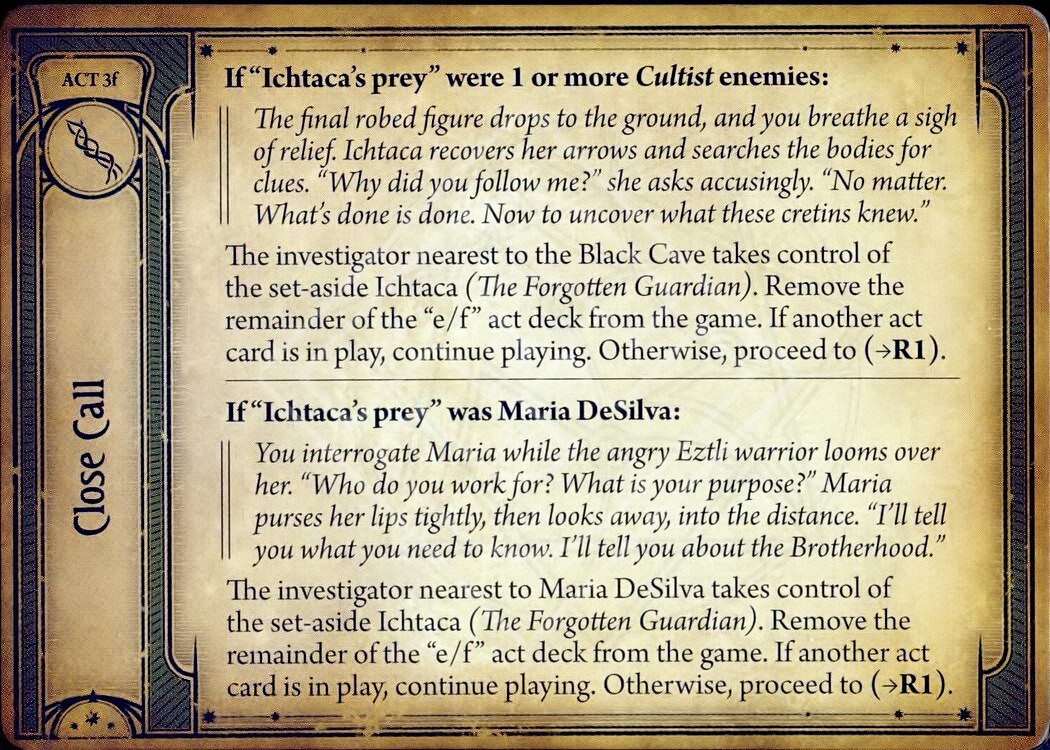 ACT 3f
Close Call
If “Ichtaca’s prey” were 1 or more Cultist enemies:
The final robed figure drops to the ground, and you breathe a sigh
of relief. Ichtaca recovers her arrows and searches the bodies for
clues. “Why did you follow me?” she asks accusingly. “No matter.
What’s done is done. Now to uncover what these cretins knew.”
The investigator nearest to the Black Cave takes control of
the set-aside Ichtaca (The Forgotten Guardian). Remove the
remainder of the “e/f” act deck from the game. If another act
card is in play, continue playing. Otherwise, proceed to (→R1).
If “Ichtaca’s prey” was Maria DeSilva:
You interrogate Maria while the angry Eztli warrior looms over
her. “Who do you work for? What is your purpose?” Maria
purses her lips tightly, then looks away, into the distance. “I’ll tell
you what you need to know. I’ll tell you about the Brotherhood.”
The investigator nearest to Maria DeSilva takes control of
the set-aside Ichtaca (The Forgotten Guardian). Remove the
remainder of the “e/f” act deck from the game. If another act
card is in play, continue playing. Otherwise, proceed to (→R1).